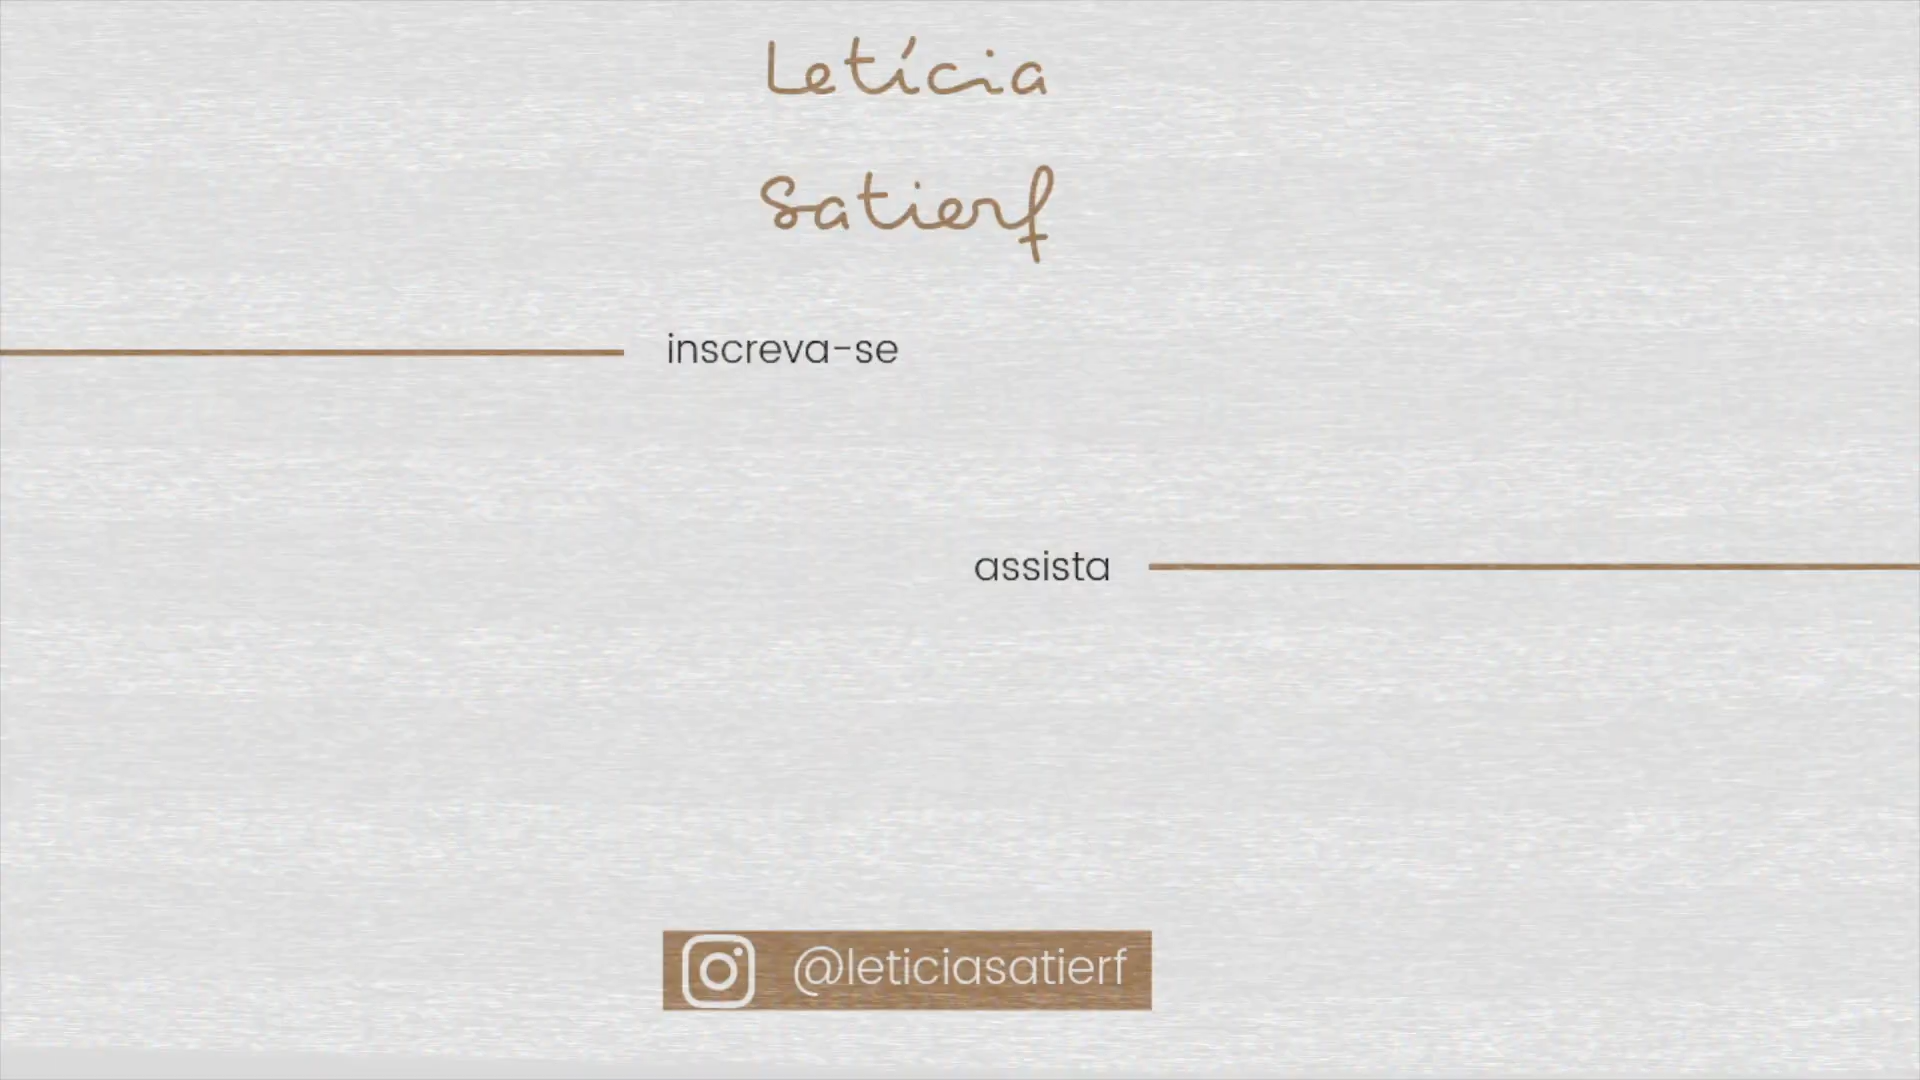 Letícia
Satierf
inscreva-se
assista
@leticiasatierf